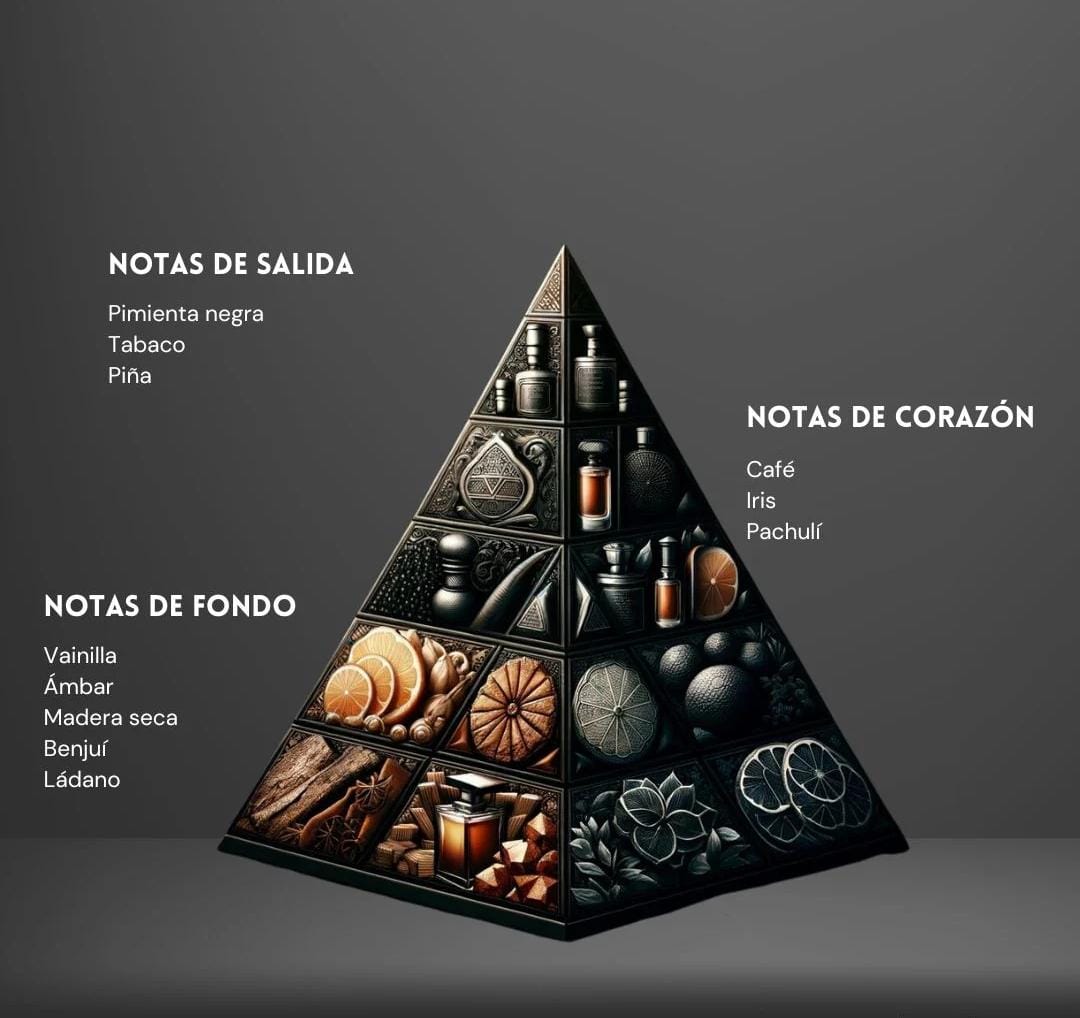 NOTAS DE SALIDA
Pimienta negra
Tabaco
Piña
NOTAS DE CORAZÓN
Café
Iris
Pachulí
NOTAS DE FONDO
Vainilla
Ámbar
Madera seca
Benjuí
Ládano